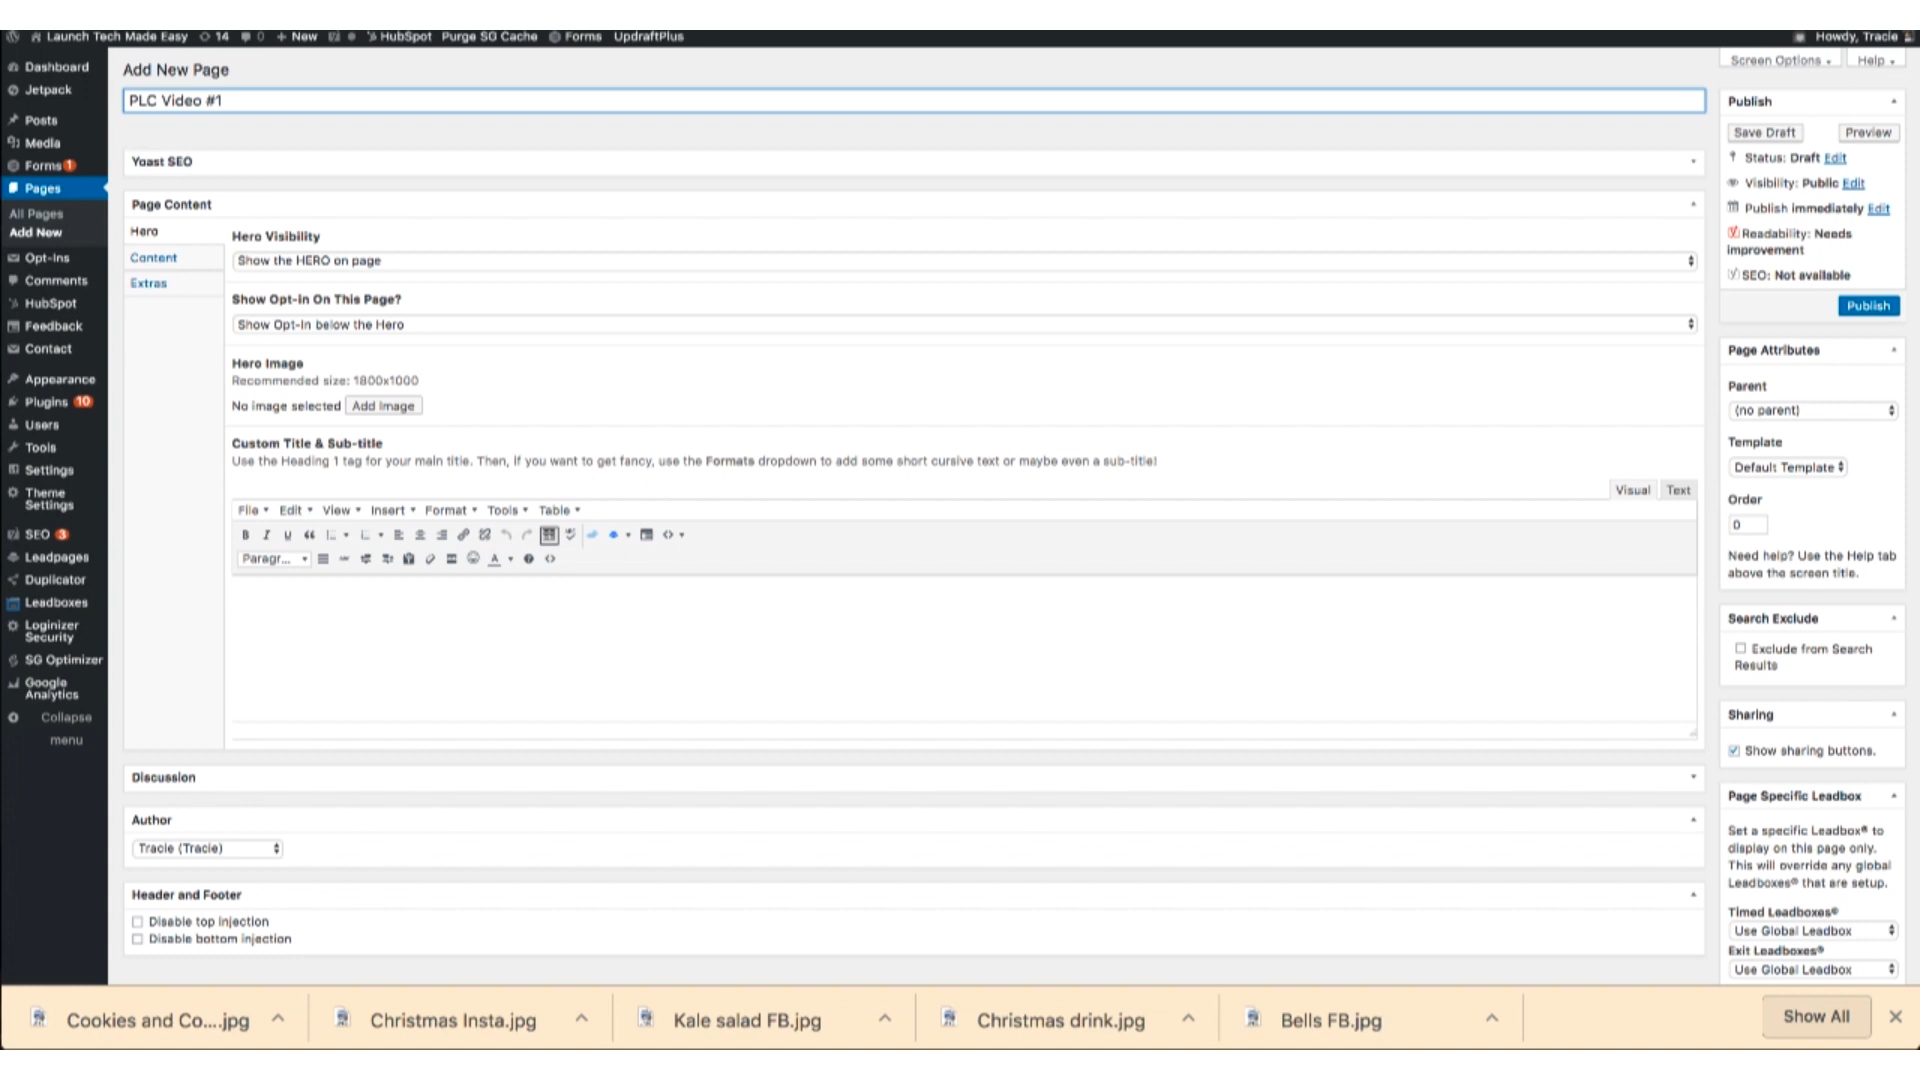 Launch Tech Made Easy 14 0 + New HubSpot Purge SG Cache Forms UpdraftPlus Howdy, Tracie
Dashboard
Jetpack
Posts
Media
Forms 1
Pages
All Pages
Add New
Opt-Ins
Comments
HubSpot
Feedback
Contact
Appearance
Plugins 10
Users
Tools
Settings
Theme
Settings
SEO 3
Leadpages
Duplicator
Leadboxes
Loginizer
Security
SG Optimizer
Google
Analytics
Collapse
menu
Add New Page
Screen Options
Help
PLC Video #1
Yoast SEO
Page Content
Hero
Content
Extras
Hero Visibility
Show the HERO on page
Show Opt-in On This Page?
Show Opt-In below the Hero
Hero Image
Recommended size: 1800x1000
No image selected Add Image
Custom Title & Sub-title
Use the Heading 1 tag for your main title. Then, if you want to get fancy, use the Formats dropdown to add some short cursive text or maybe even a sub-title!
Visual Text
File Edit View Insert Format Tools Table
B I U
Paragr...
A
Discussion
Author
Tracie (Tracie)
Header and Footer
Disable top injection
Disable bottom injection
Publish
Save Draft Preview
Status: Draft Edit
Visibility: Public Edit
Publish immediately Edit
Readability: Needs
improvement
SEO: Not available
Publish
Page Attributes
Parent
(no parent)
Template
Default Template
Order
0
Need help? Use the Help tab
above the screen title.
Search Exclude
Exclude from Search
Results
Sharing
Show sharing buttons.
Page Specific Leadbox
Set a specific Leadbox® to
display on this page only.
This will override any global
Leadboxes® that are setup.
Timed Leadboxes®
Use Global Leadbox
Exit Leadboxes®
Use Global Leadbox
Cookies and Co....jpg
Christmas Insta.jpg
Kale salad FB.jpg
Christmas drink.jpg
Bells FB.jpg
Show All